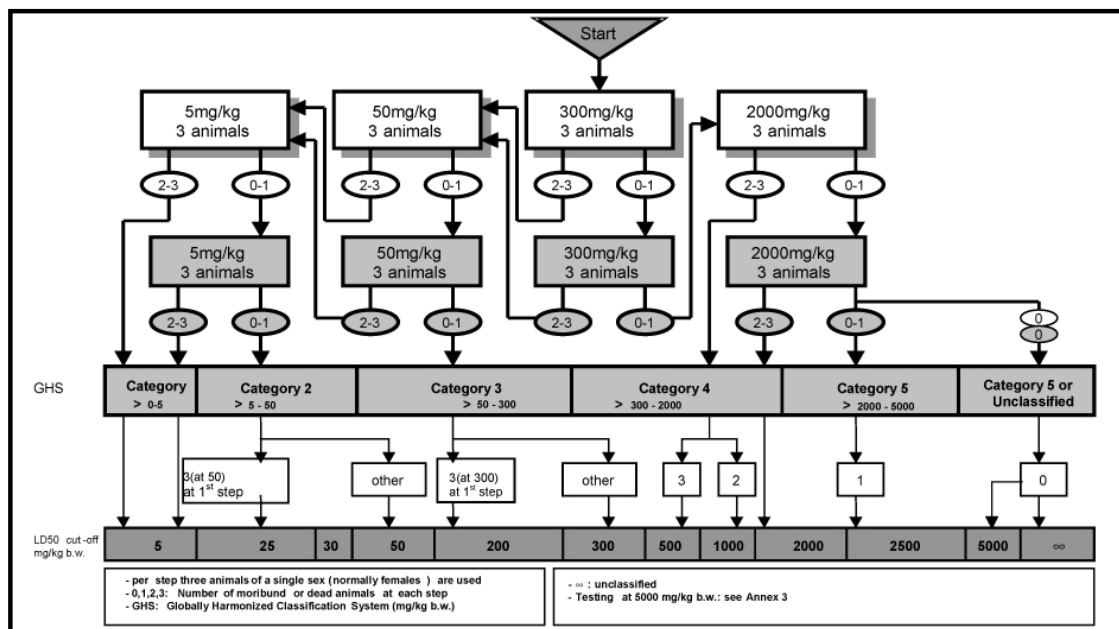 Start
5mg/kg
3 animals
50mg/kg
3 animals
300mg/kg
3 animals
2000mg/kg
3 animals
2-3
0-1
2-3
0-1
2-3
0-1
2-3
0-1
5mg/kg
3 animals
50mg/kg
3 animals
300mg/kg
3 animals
2000mg/kg
3 animals
2-3
0-1
2-3
0-1
2-3
0-1
2-3
0-1
0
0
GHS
Category
> 0-5
Category 2
> 5 - 50
Category 3
> 50 - 300
Category 4
> 300 - 2000
Category 5
> 2000 - 5000
Category 5 or
Unclassified
3(at 50)
at 1st step
other
3(at 300)
at 1st step
other
3
2
1
0
LD50 cut-off
mg/kg b.w.
5
25
30
50
200
300
500
1000
2000
2500
5000
∞
- per step three animals of a single sex (normally females ) are used
- 0,1,2,3: Number of moribund or dead animals at each step
- GHS: Globally Harmonized Classification System (mg/kg b.w.)
- ∞ : unclassified
- Testing at 5000 mg/kg b.w.: see Annex 3